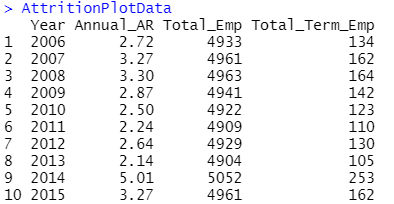 > AttritionPlotData
   Year Annual_AR Total_Emp Total_Term_Emp
1  2006      2.72      4933            134
2  2007      3.27      4961            162
3  2008      3.30      4963            164
4  2009      2.87      4941            142
5  2010      2.50      4922            123
6  2011      2.24      4909            110
7  2012      2.64      4929            130
8  2013      2.14      4904            105
9  2014      5.01      5052            253
10 2015      3.27      4961            162